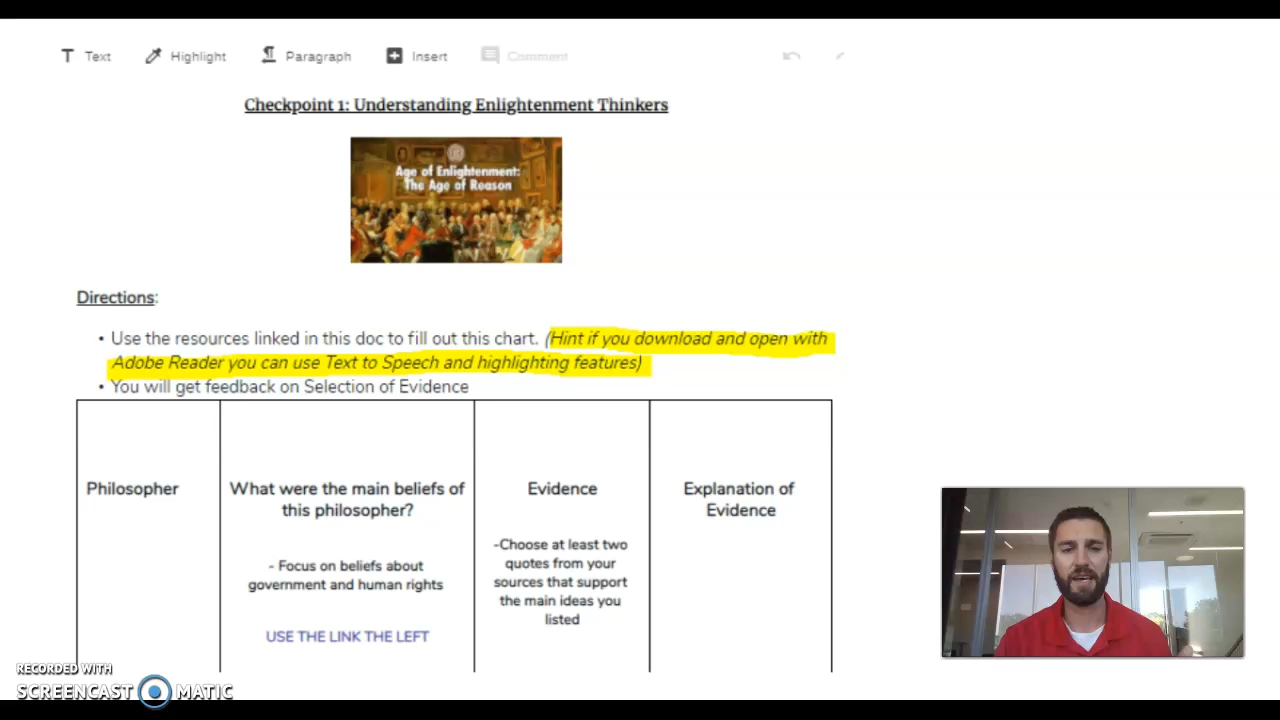 Text Highlight Paragraph Insert Comment
Checkpoint 1: Understanding Enlightenment Thinkers
Age of Enlightenment:
The Age of Reason
Directions:
• Use the resources linked in this doc to fill out this chart. (Hint if you download and open with
Adobe Reader you can use Text to Speech and highlighting features)
• You will get feedback on Selection of Evidence
Philosopher
What were the main beliefs of
this philosopher?
- Focus on beliefs about
government and human rights
USE THE LINK THE LEFT
Evidence
-Choose at least two
quotes from your
sources that support
the main ideas you
listed
Explanation of
Evidence
RECORDED WITH
SCREENCAST MATIC